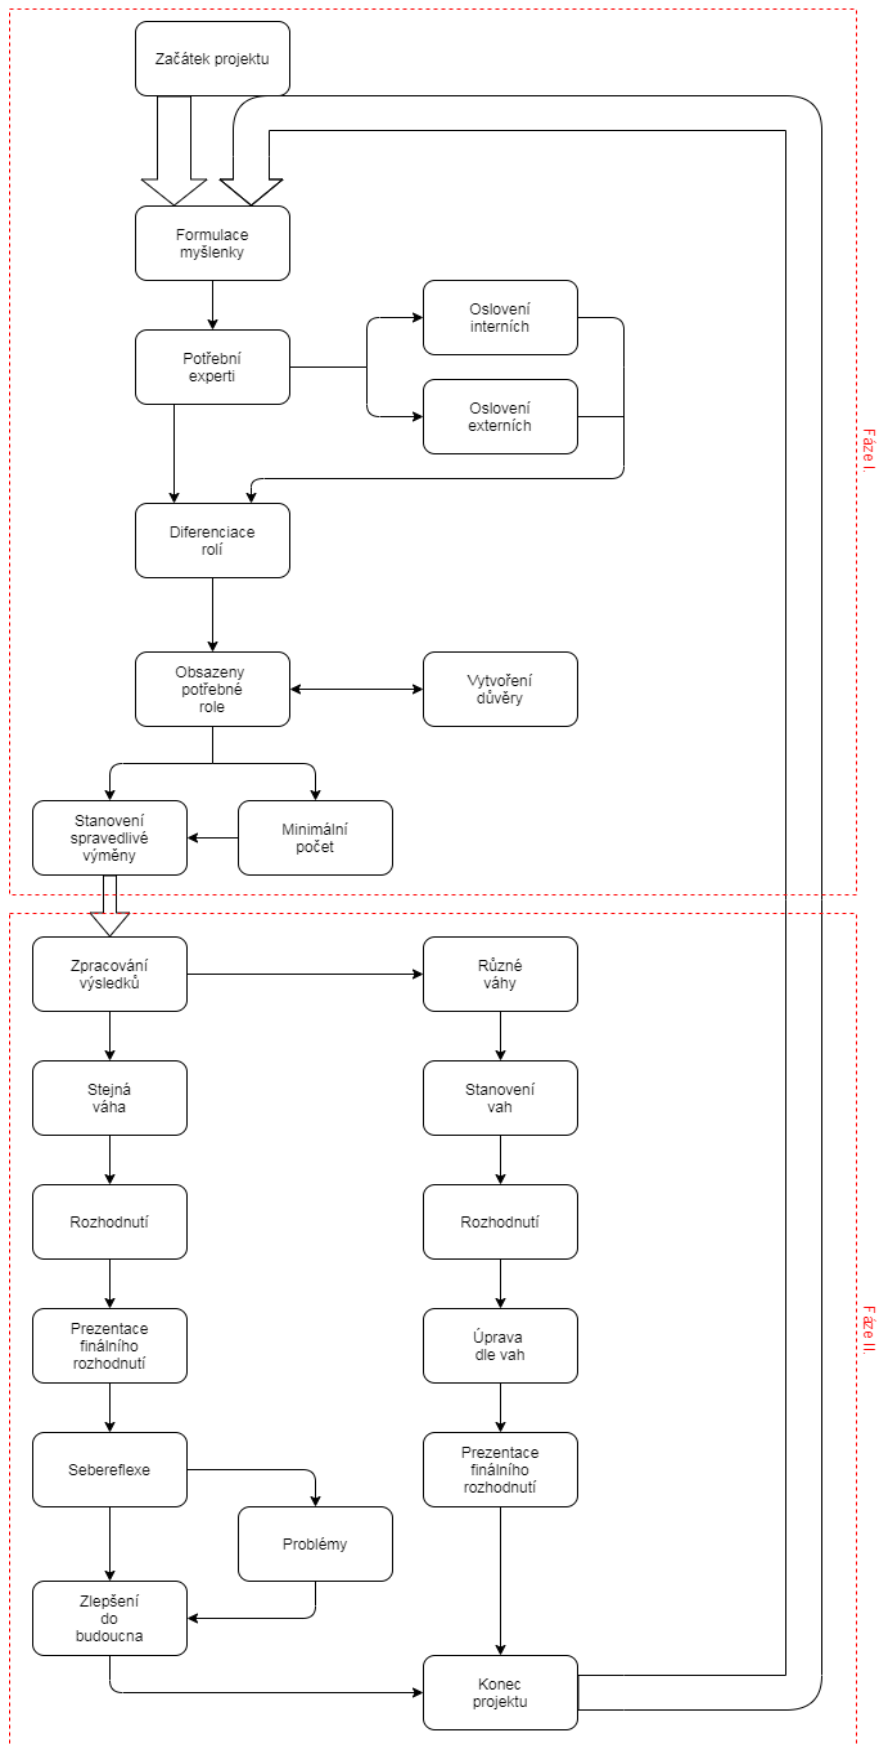 Začátek projektu
Formulace
myšlenky
Potřební
experti
Oslovení
interních
Oslovení
externích
Fáze I.
Diferenciace
rolí
Obsazeny
potřebné
role
Vytvoření
důvěry
Stanovení
spravedlivé
výměny
Minimální
počet
Zpracování
výsledků
Různé
váhy
Stejná
váha
Stanovení
vah
Rozhodnutí
Rozhodnutí
Prezentace
finálního
rozhodnutí
Úprava
dle vah
Fáze II.
Sebereflexe
Prezentace
finálního
rozhodnutí
Problémy
Zlepšení
do
budoucna
Konec
projektu